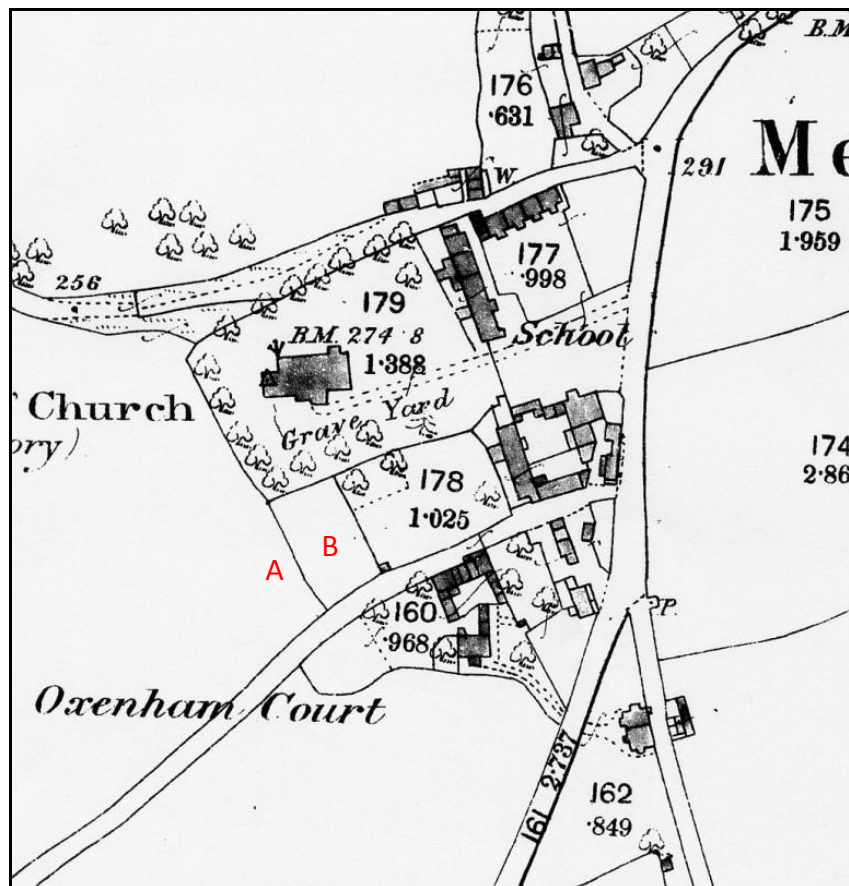 B.M.
176
·631
W.
291
Me
175
1·959
177
·998
256
179
B.M. 274·8
1·388
School
Church
ory)
Grave Yard
174
2·86
178
1·025
A
B
160
·968
P.
Oxenham Court
161 2·737
162
·849